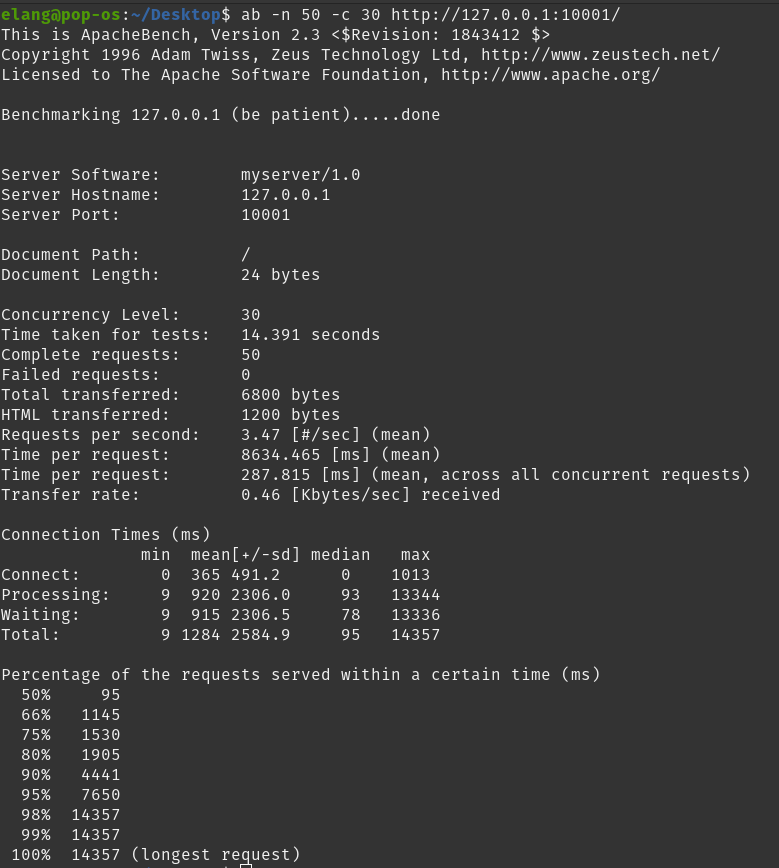 elang@pop-os:~/Desktop$ ab -n 50 -c 30 http://127.0.0.1:10001/
This is ApacheBench, Version 2.3 <$Revision: 1843412 $>
Copyright 1996 Adam Twiss, Zeus Technology Ltd, http://www.zeustech.net/
Licensed to The Apache Software Foundation, http://www.apache.org/

Benchmarking 127.0.0.1 (be patient).....done


Server Software:        myserver/1.0
Server Hostname:        127.0.0.1
Server Port:            10001

Document Path:          /
Document Length:        24 bytes

Concurrency Level:      30
Time taken for tests:   14.391 seconds
Complete requests:      50
Failed requests:        0
Total transferred:      6800 bytes
HTML transferred:       1200 bytes
Requests per second:    3.47 [#/sec] (mean)
Time per request:       8634.465 [ms] (mean)
Time per request:       287.815 [ms] (mean, across all concurrent requests)
Transfer rate:          0.46 [Kbytes/sec] received

Connection Times (ms)
              min  mean[+/-sd] median   max
Connect:        0  365 491.2      0    1013
Processing:     9  920 2306.0    93   13344
Waiting:        9  915 2306.5    78   13336
Total:          9 1284 2584.9    95   14357

Percentage of the requests served within a certain time (ms)
  50%     95
  66%   1145
  75%   1530
  80%   1905
  90%   4441
  95%   7650
  98%  14357
  99%  14357
 100%  14357 (longest request)